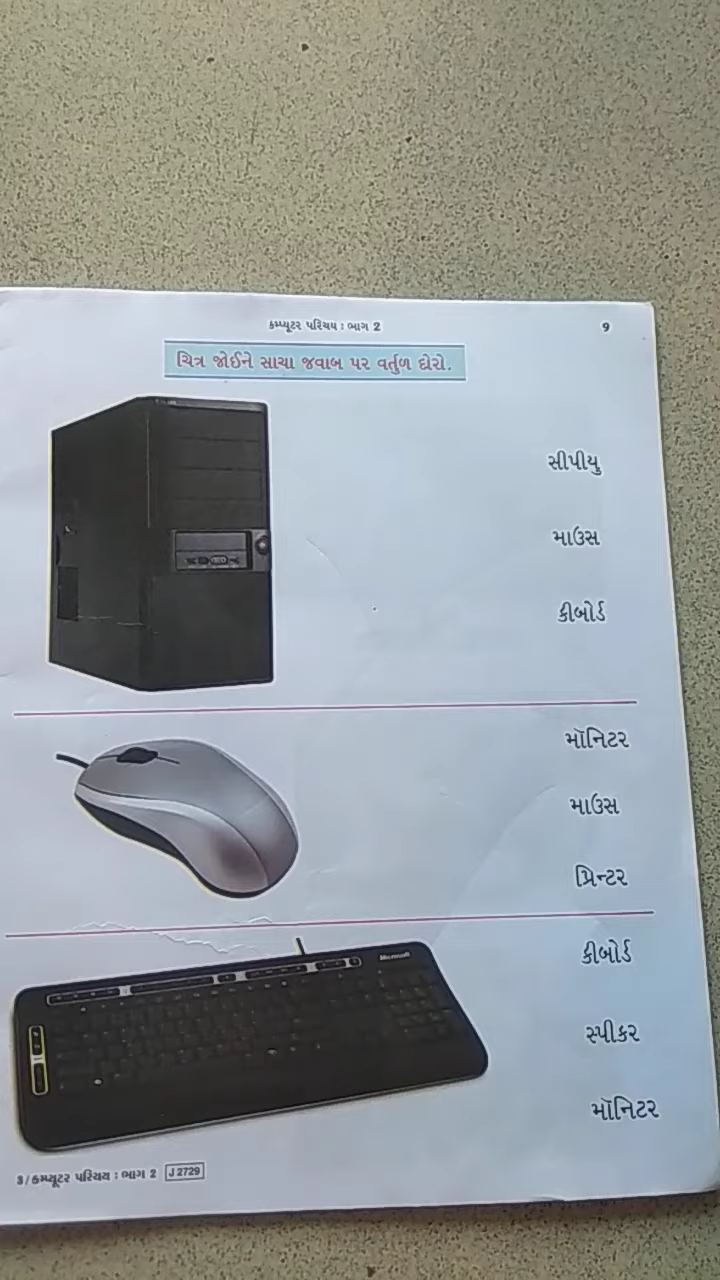 કમ્પ્યૂટર પરિચય : ભાગ 2 9
ચિત્ર જોઈને સાચા જવાબ પર વર્તુળ દોરો.
સીપીયુ
માઉસ
કીબોર્ડ
મૉનિટર
માઉસ
પ્રિન્ટર
Microsoft
કીબોર્ડ
સ્પીકર
મૉનિટર
3/કમ્પ્યૂટર પરિચય : ભાગ 2 J 2729